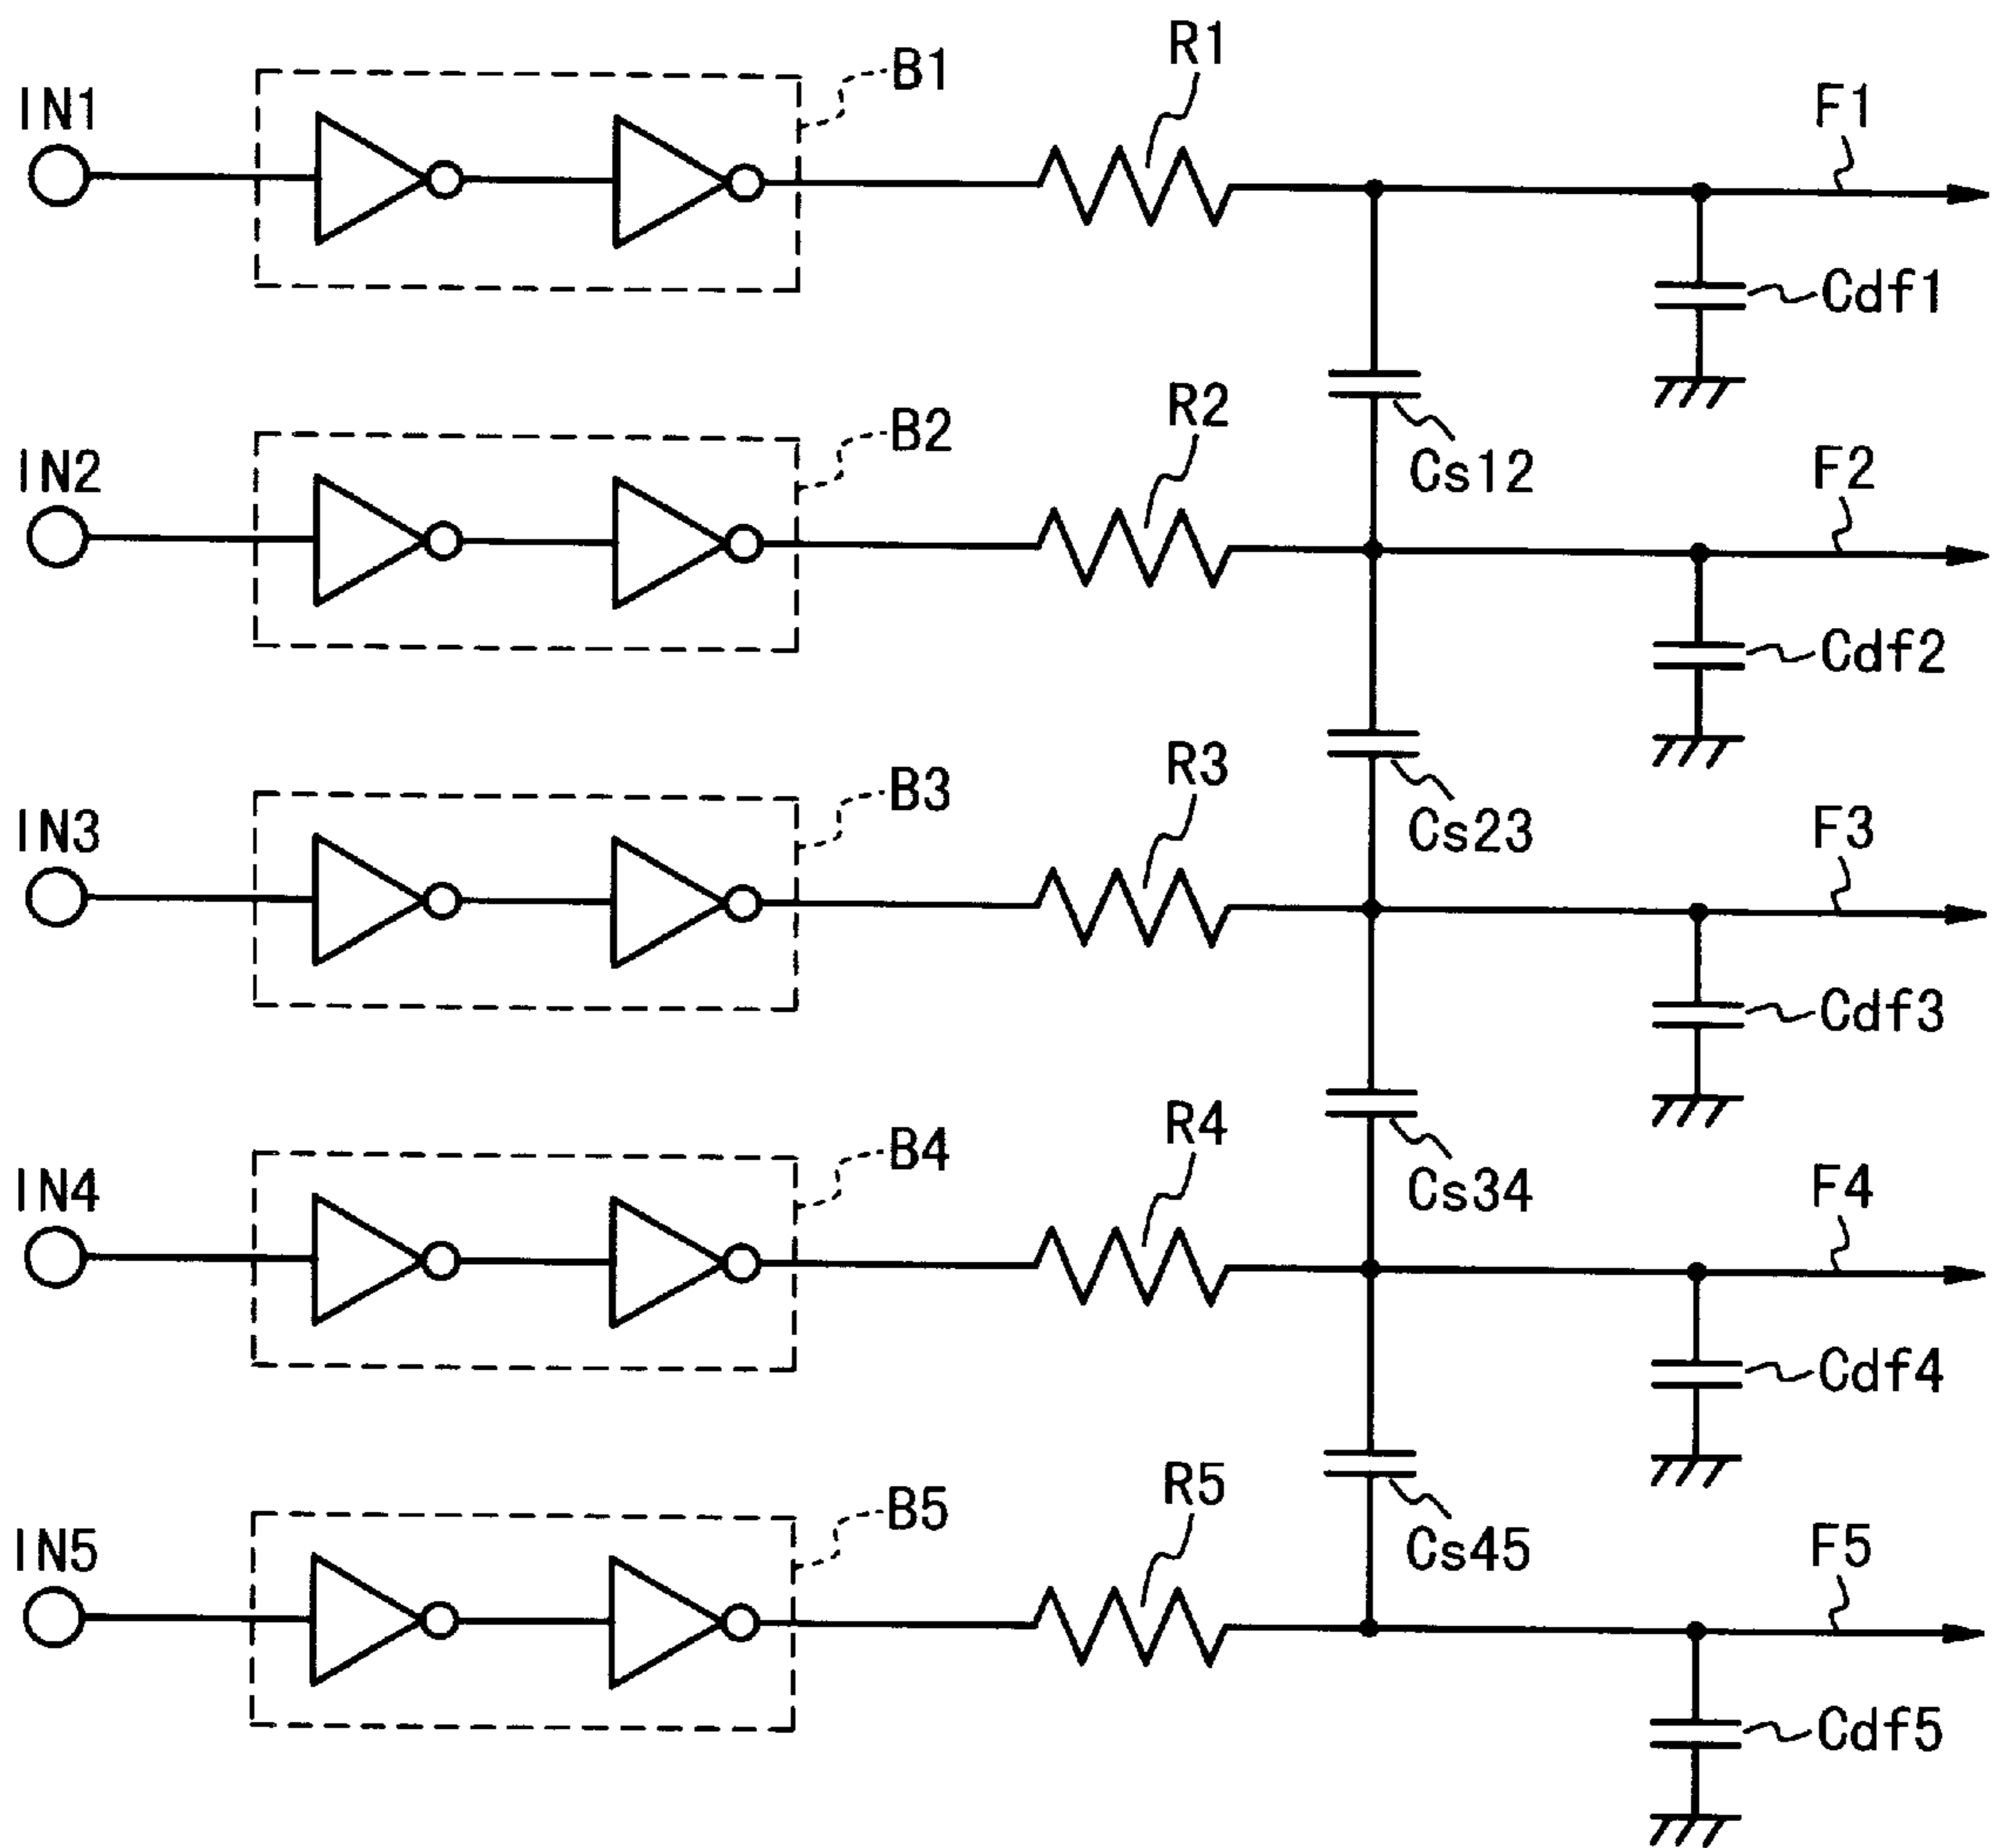 R1
B1
IN1
F1
Cdf1
R2
B2
IN2
Cs12
F2
Cdf2
R3
B3
IN3
Cs23
F3
Cdf3
R4
B4
IN4
Cs34
F4
Cdf4
R5
B5
IN5
Cs45
F5
Cdf5